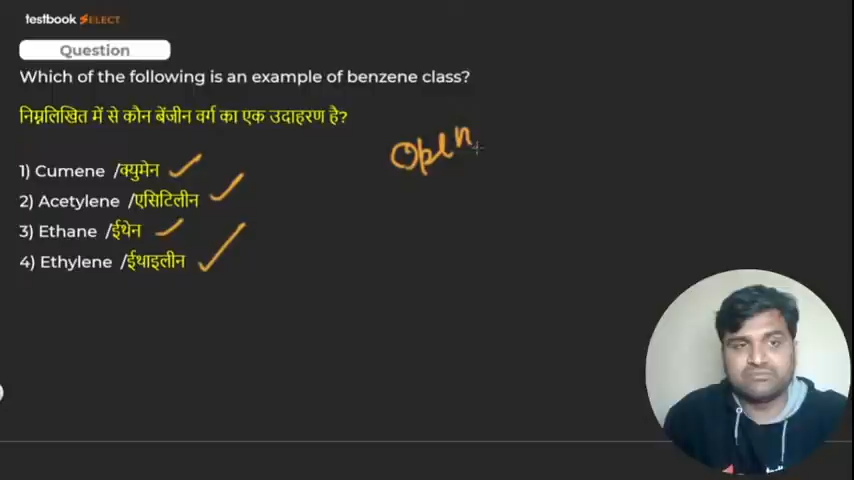 testbook SELECT
Question
Which of the following is an example of benzene class?
निम्नलिखित में से कौन बेंजीन वर्ग का एक उदाहरण है?
Open
1) Cumene /क्युमेन
2) Acetylene /एसिटिलीन
3) Ethane /ईथेन
4) Ethylene /ईथाइलीन